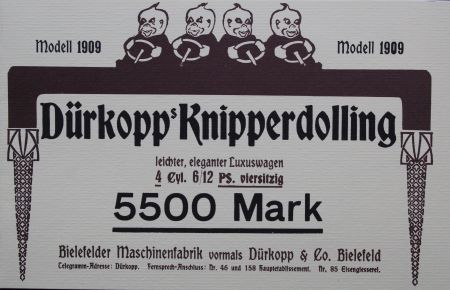 Modell 1909 Modell 1909
Dürkopp's Knipperdolling
leichter, eleganter Luxuswagen
4 Cyl. 6/12 PS. viersitzig
5500 Mark
Bielefelder Maschinenfabrik vormals Dürkopp & Co. Bielefeld
Telegramm-Adresse: Dürkopp. Fernsprech-Anschluss: Nr. 46 und 158 Hauptetablissement. Nr. 85 Eisengiesserei.